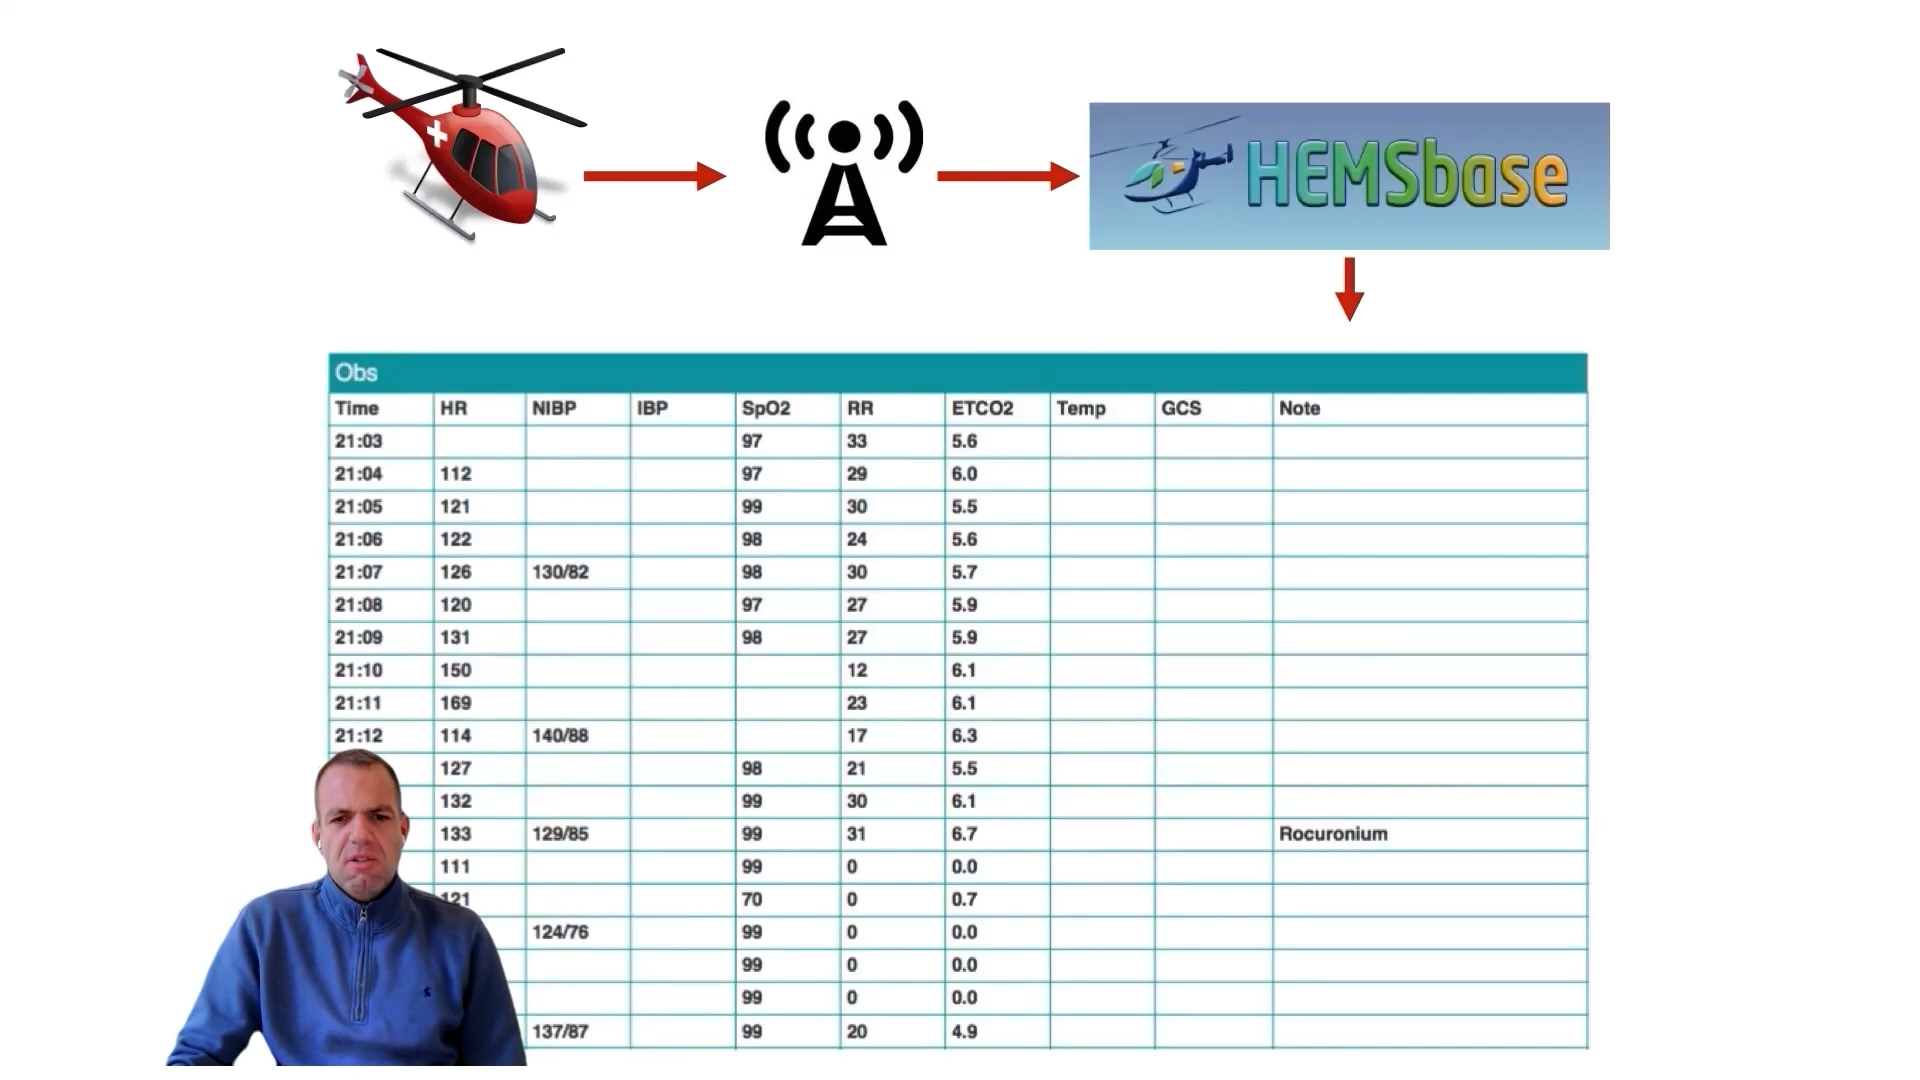 HEMSbase
Obs
Time HR NIBP IBP SpO2 RR ETCO2 Temp GCS Note
21:03 97 33 5.6
21:04 112 97 29 6.0
21:05 121 99 30 5.5
21:06 122 98 24 5.6
21:07 126 130/82 98 30 5.7
21:08 120 97 27 5.9
21:09 131 98 27 5.9
21:10 150 12 6.1
21:11 169 23 6.1
21:12 114 140/88 17 6.3
127 98 21 5.5
132 99 30 6.1
133 129/85 99 31 6.7 Rocuronium
111 99 0 0.0
121 70 0 0.7
124/76 99 0 0.0
99 0 0.0
99 0 0.0
137/87 99 20 4.9